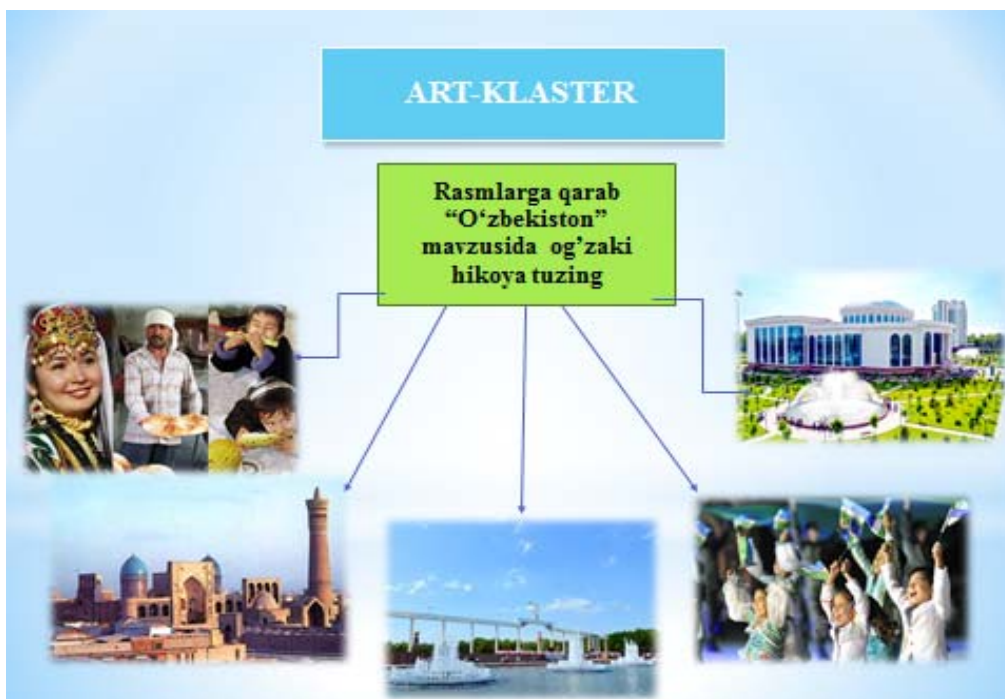 ART-KLASTER
Rasmlarga qarab
“O‘zbekiston”
mavzusida og’zaki
hikoya tuzing